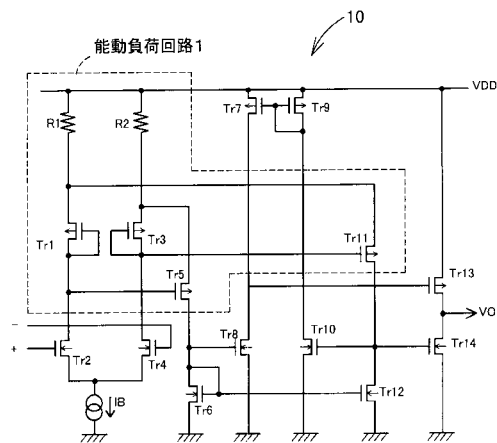 10
能動負荷回路1
VDD
R1
R2
Tr7
Tr9
Tr1
Tr3
Tr11
Tr5
Tr13
−
VO
+
Tr2
Tr4
Tr8
Tr10
Tr14
IB
Tr6
Tr12